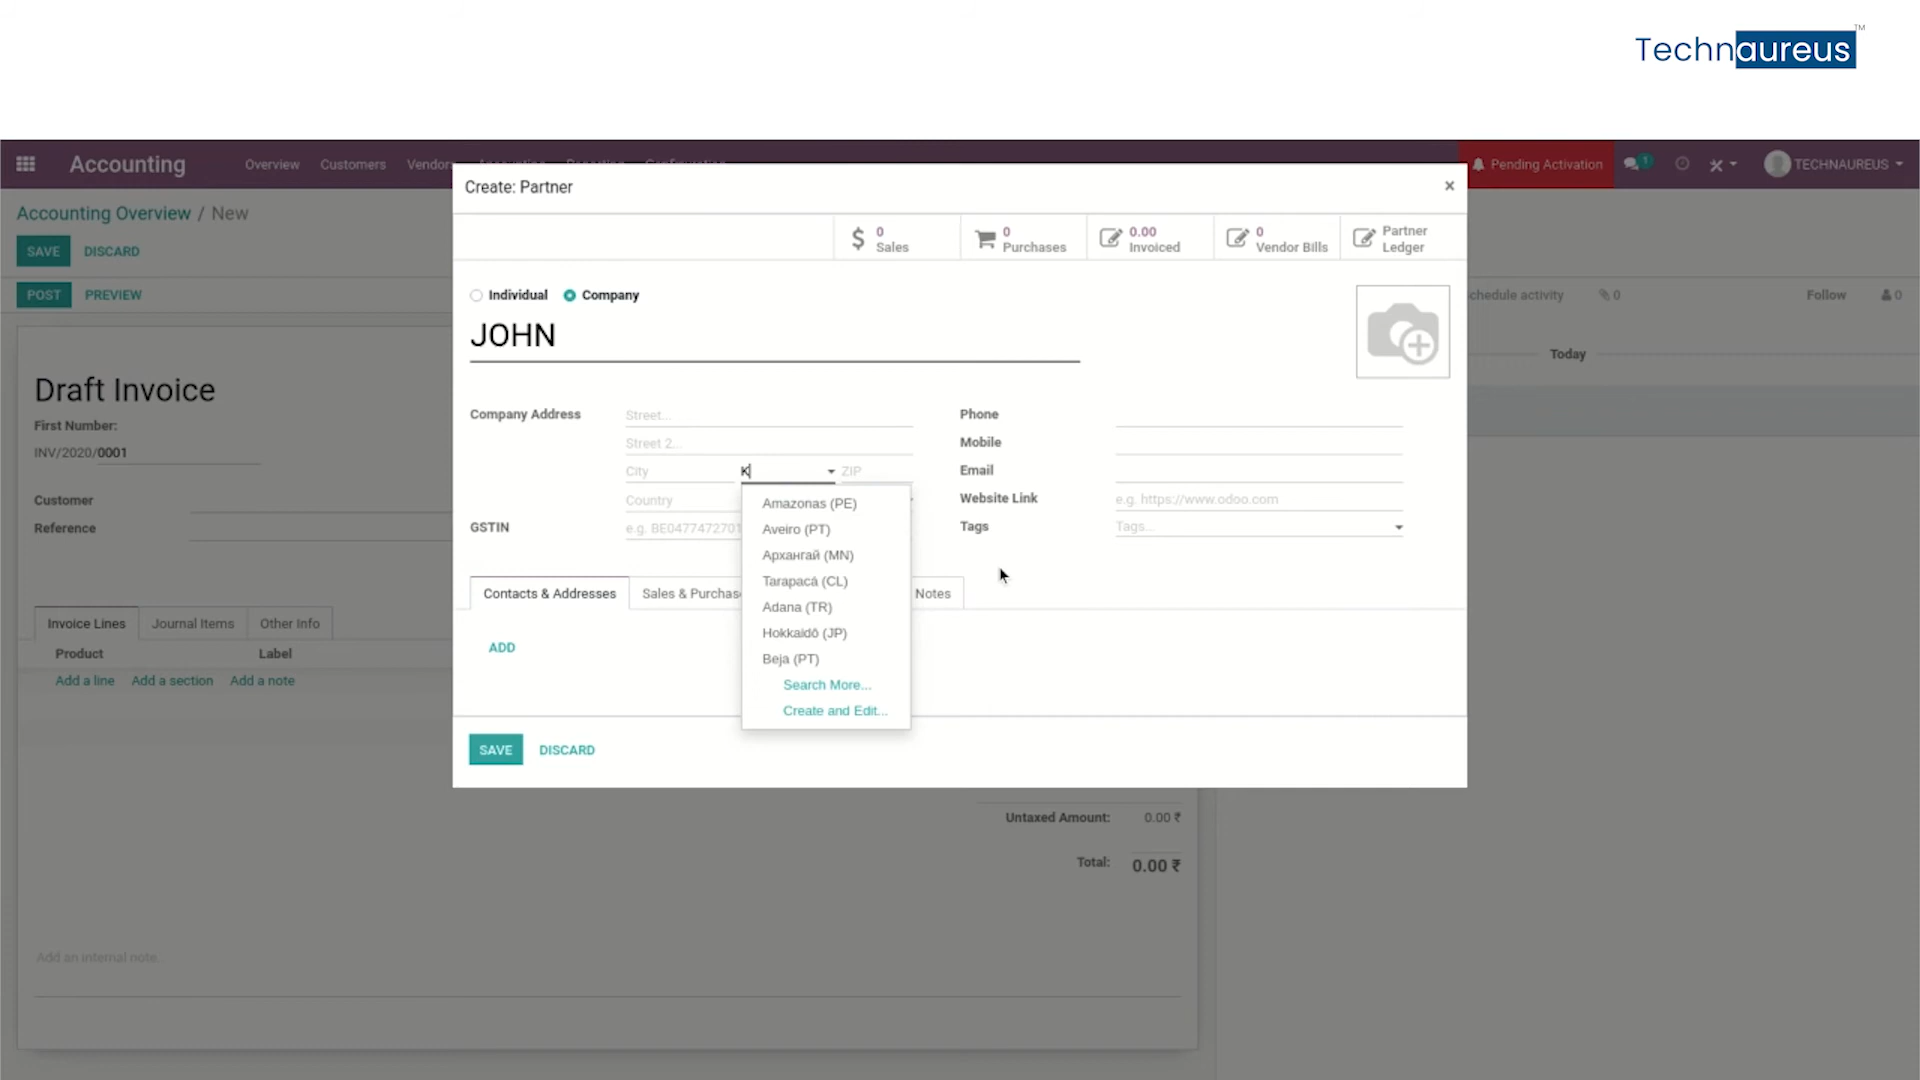 Technaureus™
Accounting Overview Customers Vendors
Pending Activation 1 TECHNAUREUS
Accounting Overview / New
SAVE DISCARD
POST PREVIEW
chedule activity 0 Follow 0
Today
Draft Invoice
First Number:
INV/2020/0001
Customer
Reference
Invoice Lines Journal Items Other Info
Product Label
Add a line Add a section Add a note
Untaxed Amount: 0.00 ₹
Total: 0.00 ₹
Add an internal note...
Create: Partner ×
0 Sales
0 Purchases
0.00 Invoiced
0 Vendor Bills
Partner Ledger
Individual Company
JOHN
Company Address Street...
Street 2...
City K ZIP
Country
GSTIN e.g. BE0477472701
Phone
Mobile
Email
Website Link e.g. https://www.odoo.com
Tags Tags...
Amazonas (PE)
Aveiro (PT)
Архангай (MN)
Tarapacá (CL)
Adana (TR)
Hokkaidō (JP)
Beja (PT)
Search More...
Create and Edit...
Contacts & Addresses Sales & Purchas Notes
ADD
SAVE DISCARD